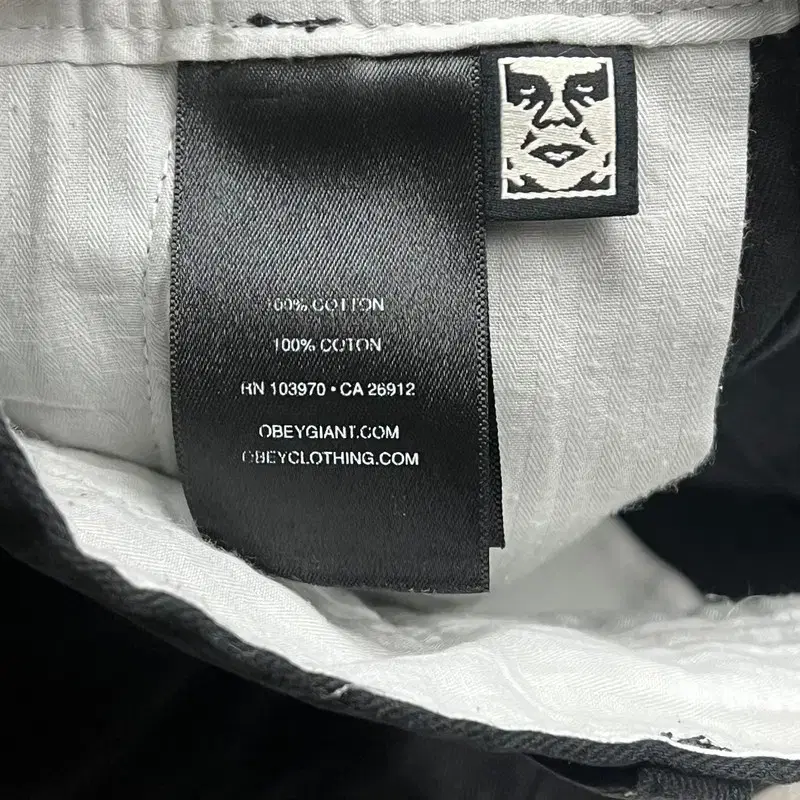 100% COTTON
100% COTON
RN 103970 • CA 26912
OBEYGIANT.COM
OBEYCLOTHING.COM